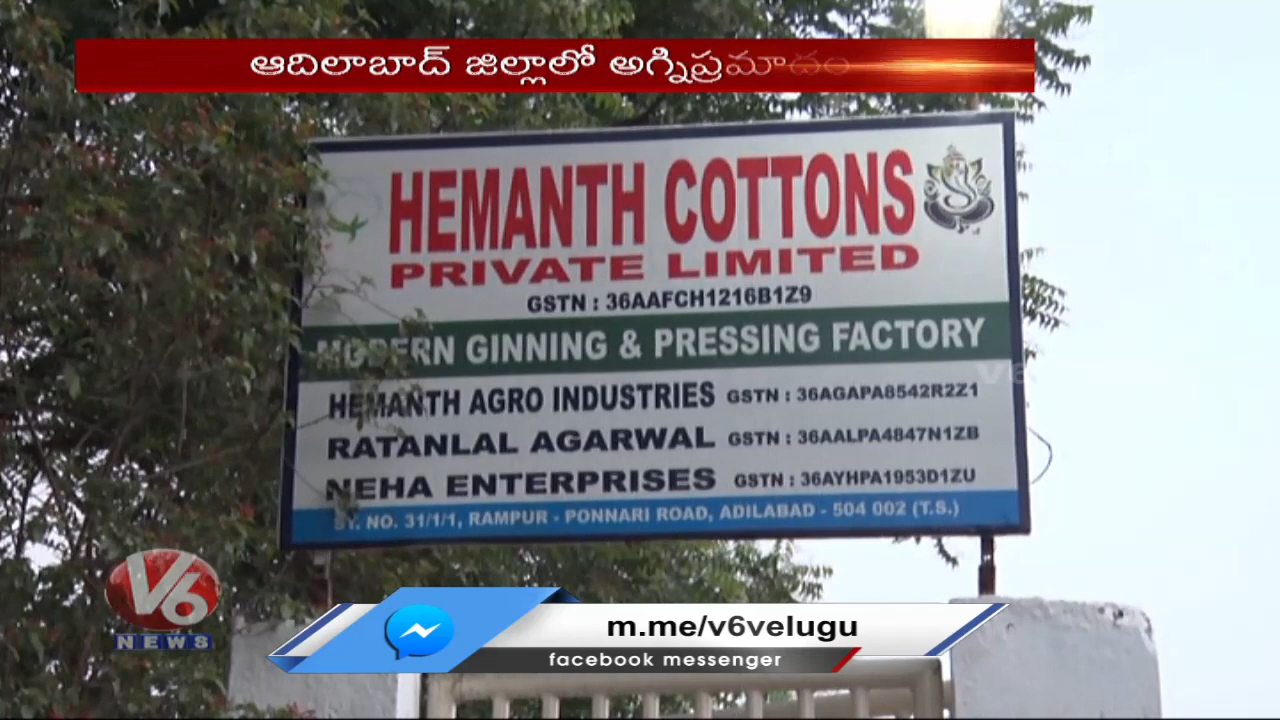 ఆదిలాబాద్ జిల్లాలో అగ్నిప్రమాదం
HEMANTH COTTONS
PRIVATE LIMITED
GSTN : 36AAFCH1216B1Z9
MODERN GINNING & PRESSING FACTORY
HEMANTH AGRO INDUSTRIES GSTN : 36AGAPA8542R2Z1
RATANLAL AGARWAL GSTN : 36AALPA4847N1ZB
NEHA ENTERPRISES GSTN : 36AYHPA1953D1ZU
SY. NO. 31/1/1, RAMPUR - PONNARI ROAD, ADILABAD - 504 002 (T.S.)
V6
NEWS
m.me/v6velugu
facebook messenger